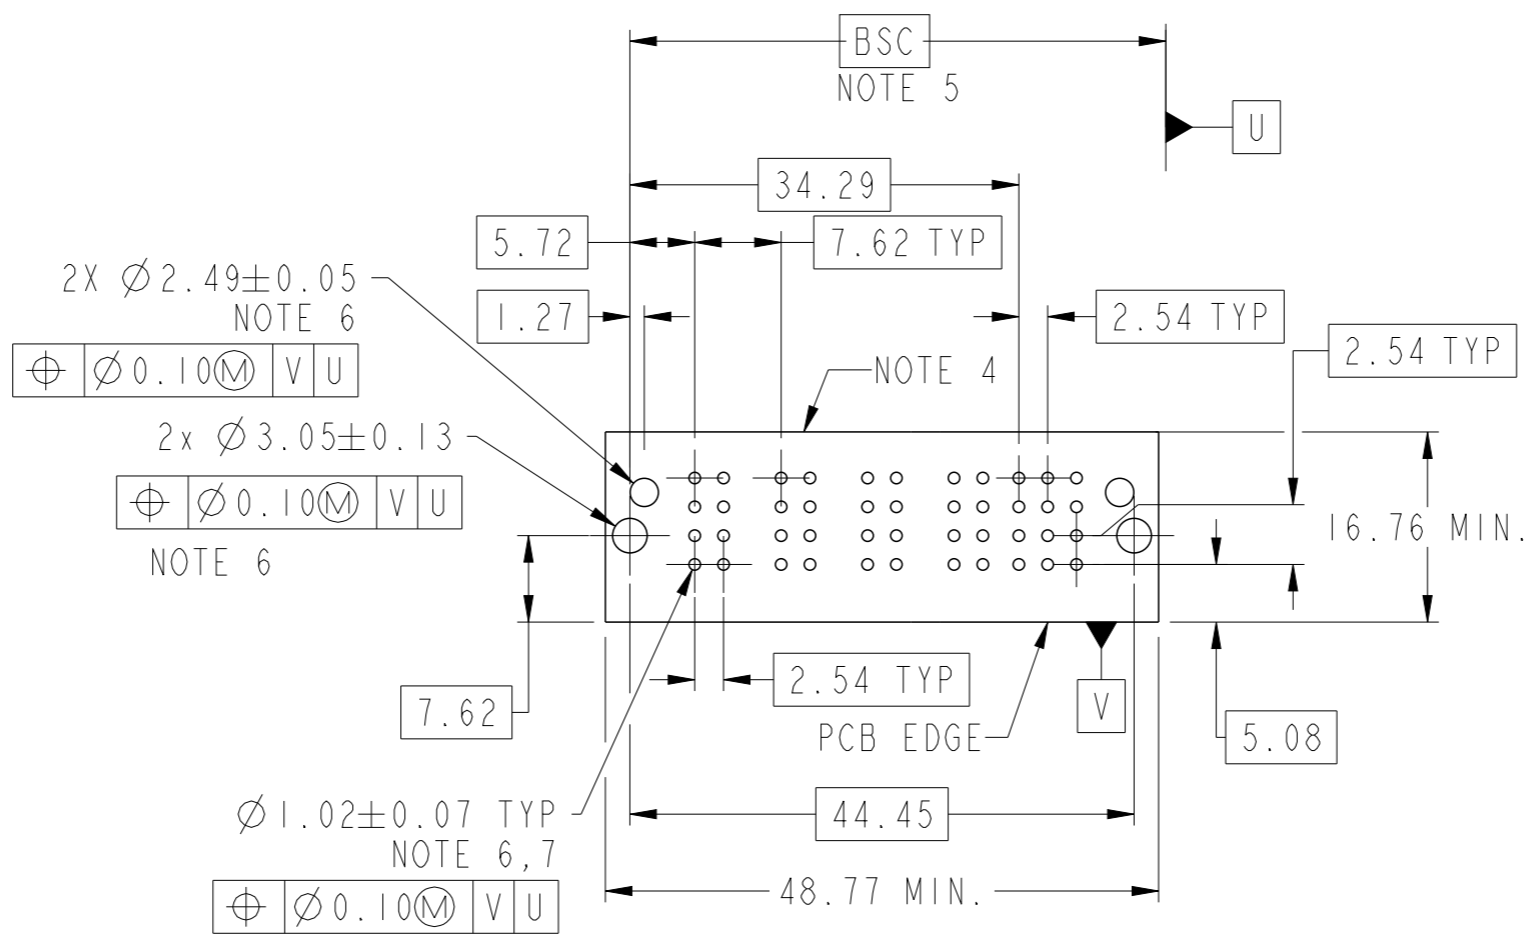 BSC
NOTE 5
U
34.29
5.72
7.62 TYP
2X ∅2.49±0.05
NOTE 6
1.27
2.54 TYP
2.54 TYP
⌖ ∅0.10Ⓜ V U
NOTE 4
2x ∅3.05±0.13
⌖ ∅0.10Ⓜ V U
NOTE 6
16.76 MIN.
2.54 TYP
7.62
V
PCB EDGE
5.08
∅1.02±0.07 TYP
NOTE 6,7
44.45
⌖ ∅0.10Ⓜ V U
48.77 MIN.